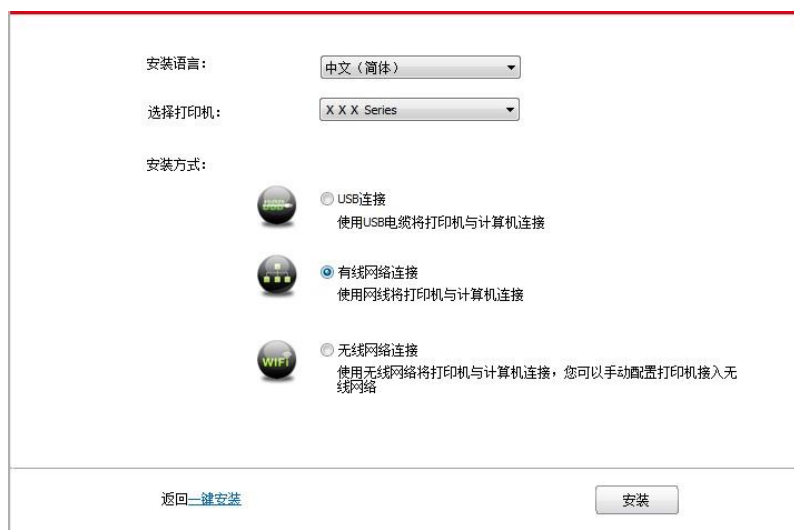 安装语言：
中文（简体）
选择打印机：
X X X Series
安装方式：
USB
USB连接
使用USB电缆将打印机与计算机连接
有线网络连接
使用网线将打印机与计算机连接
WiFi
无线网络连接
使用无线网络将打印机与计算机连接，您可以手动配置打印机接入无
线网络
返回一键安装
安装